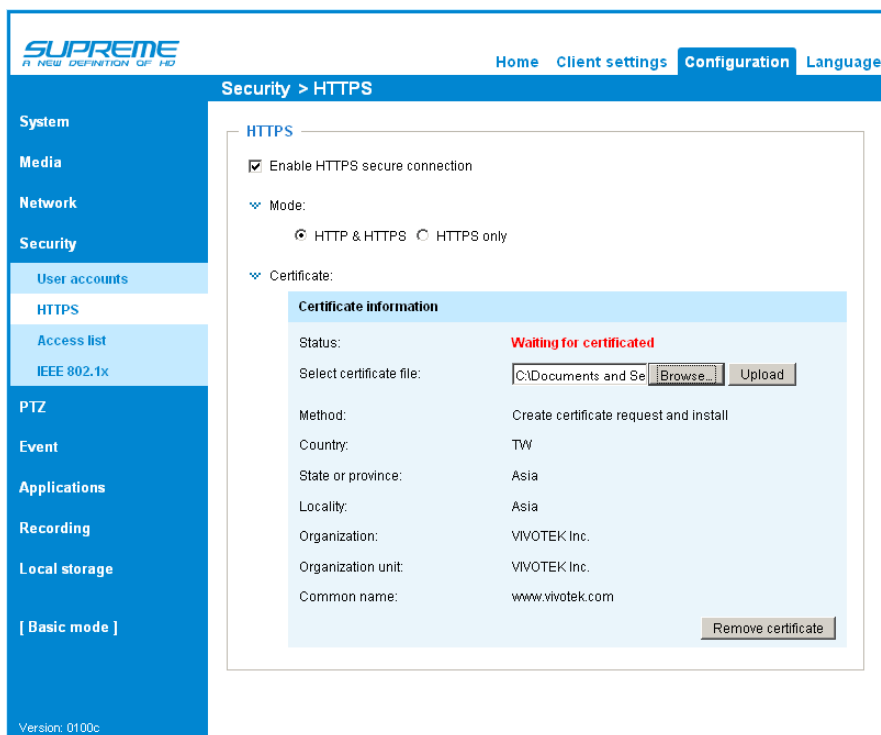 SUPREME
A NEW DEFINITION OF HD
Home Client settings Configuration Language
Security > HTTPS
System
Media
Network
Security
User accounts
HTTPS
Access list
IEEE 802.1x
PTZ
Event
Applications
Recording
Local storage
[ Basic mode ]
Version: 0100c
HTTPS
Enable HTTPS secure connection
Mode:
HTTP & HTTPS HTTPS only
Certificate:
Certificate information
Status: Waiting for certificated
Select certificate file: C:\Documents and Se Browse... Upload
Method: Create certificate request and install
Country: TW
State or province: Asia
Locality: Asia
Organization: VIVOTEK Inc.
Organization unit: VIVOTEK Inc.
Common name: www.vivotek.com
Remove certificate